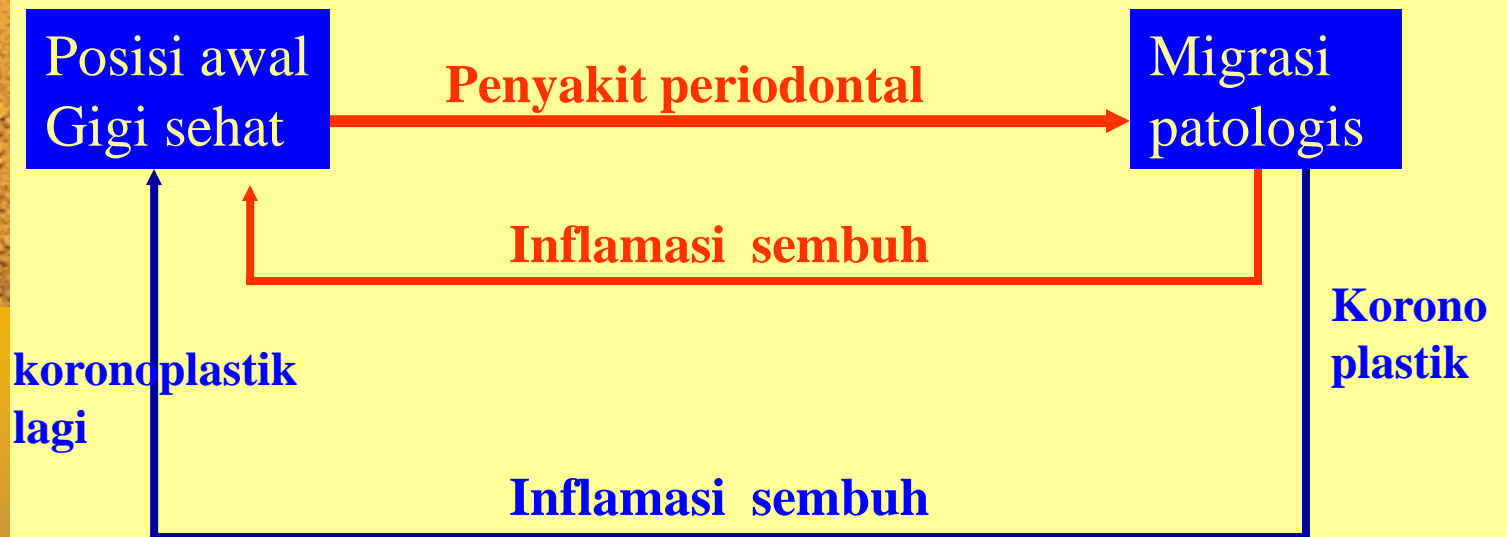 Posisi awal
Gigi sehat
Penyakit periodontal
Migrasi
patologis
Inflamasi sembuh
Korono
plastik
koronoplastik
lagi
Inflamasi sembuh